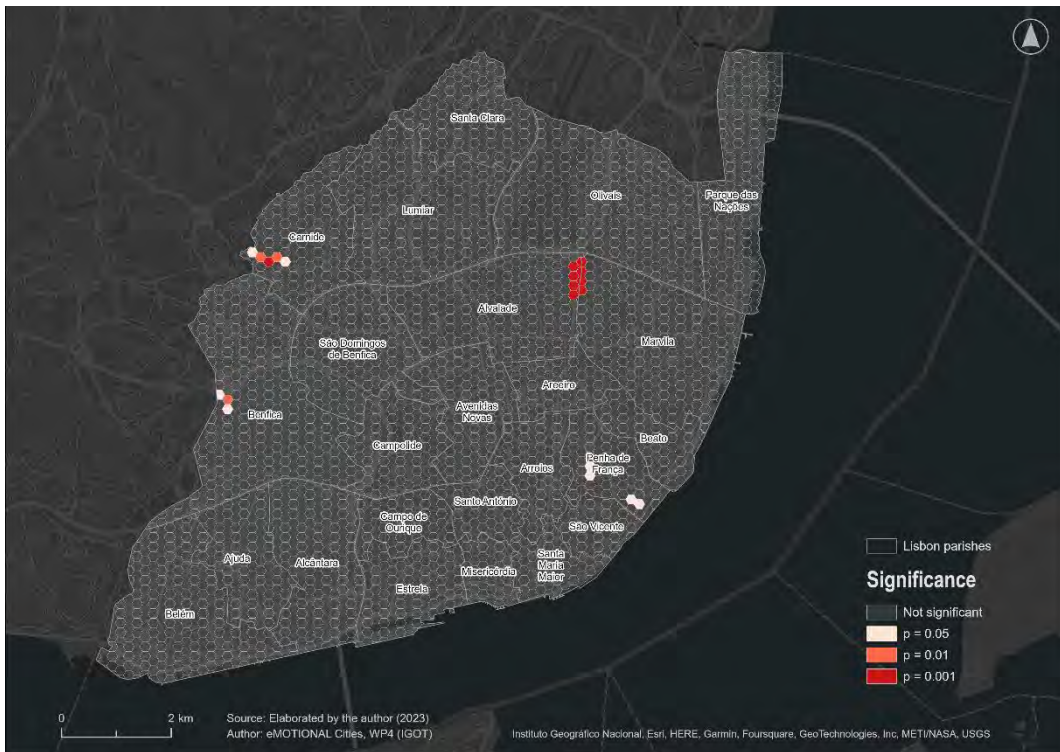 Santa Clara
Olivais
Parque das
Nações
Lumiar
Carnide
Alvalade
Marvila
São Domingos
de Benfica
Areeiro
Avenidas
Novas
Benfica
Beato
Campolide
Penha de
França
Arroios
Santo António
Campo de
Ourique
São Vicente
Ajuda
Alcântara
Santa
Maria
Maior
Misericórdia
Estrela
Belém
Lisbon parishes
Significance
Not significant
p = 0.05
p = 0.01
p = 0.001
0
2 km
Source: Elaborated by the author (2023)
Author: eMOTIONAL Cities, WP4 (IGOT)
Instituto Geográfico Nacional, Esri, HERE, Garmin, Foursquare, GeoTechnologies, Inc, METI/NASA, USGS